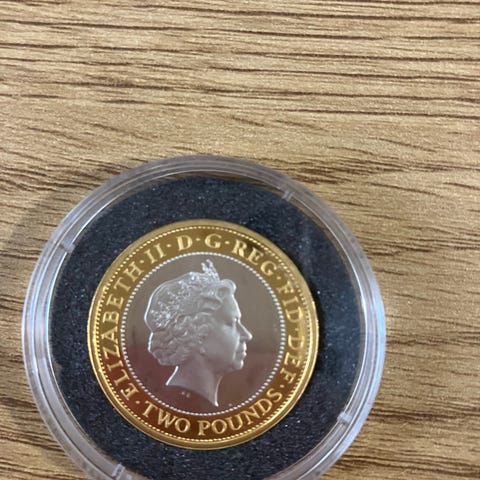 ELIZABETH II · D · G · REG · FID · DEF ·
TWO POUNDS